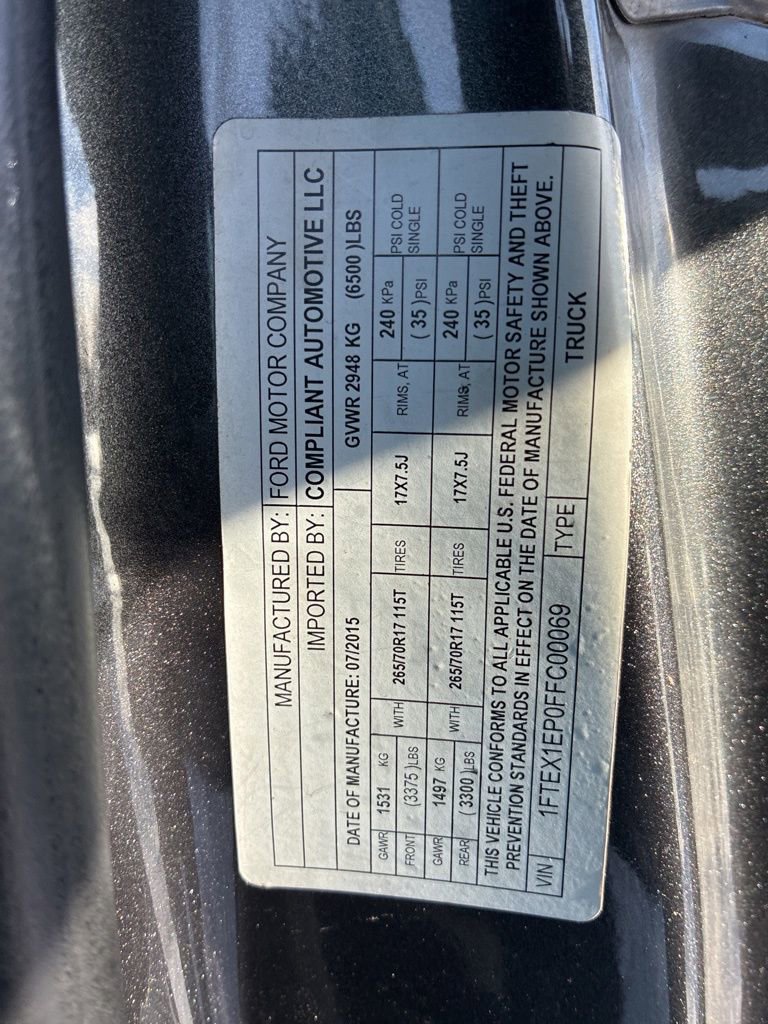 MANUFACTURED BY: FORD MOTOR COMPANY
IMPORTED BY: COMPLIANT AUTOMOTIVE LLC
DATE OF MANUFACTURE: 07/2015 GVWR 2948 KG (6500 )LBS
GAWR 1531 KG WITH 265/70R17 115T TIRES 17X7.5J RIMS, AT 240 KPa PSI COLD
FRONT (3375 )LBS ( 35 )PSI SINGLE
GAWR 1497 KG WITH 265/70R17 115T TIRES 17X7.5J RIMS, AT 240 KPa PSI COLD
REAR ( 3300 )LBS ( 35 )PSI SINGLE
THIS VEHICLE CONFORMS TO ALL APPLICABLE U.S. FEDERAL MOTOR SAFETY AND THEFT
PREVENTION STANDARDS IN EFFECT ON THE DATE OF MANUFACTURE SHOWN ABOVE.
VIN 1FTEX1EP0FFC00069 TYPE TRUCK